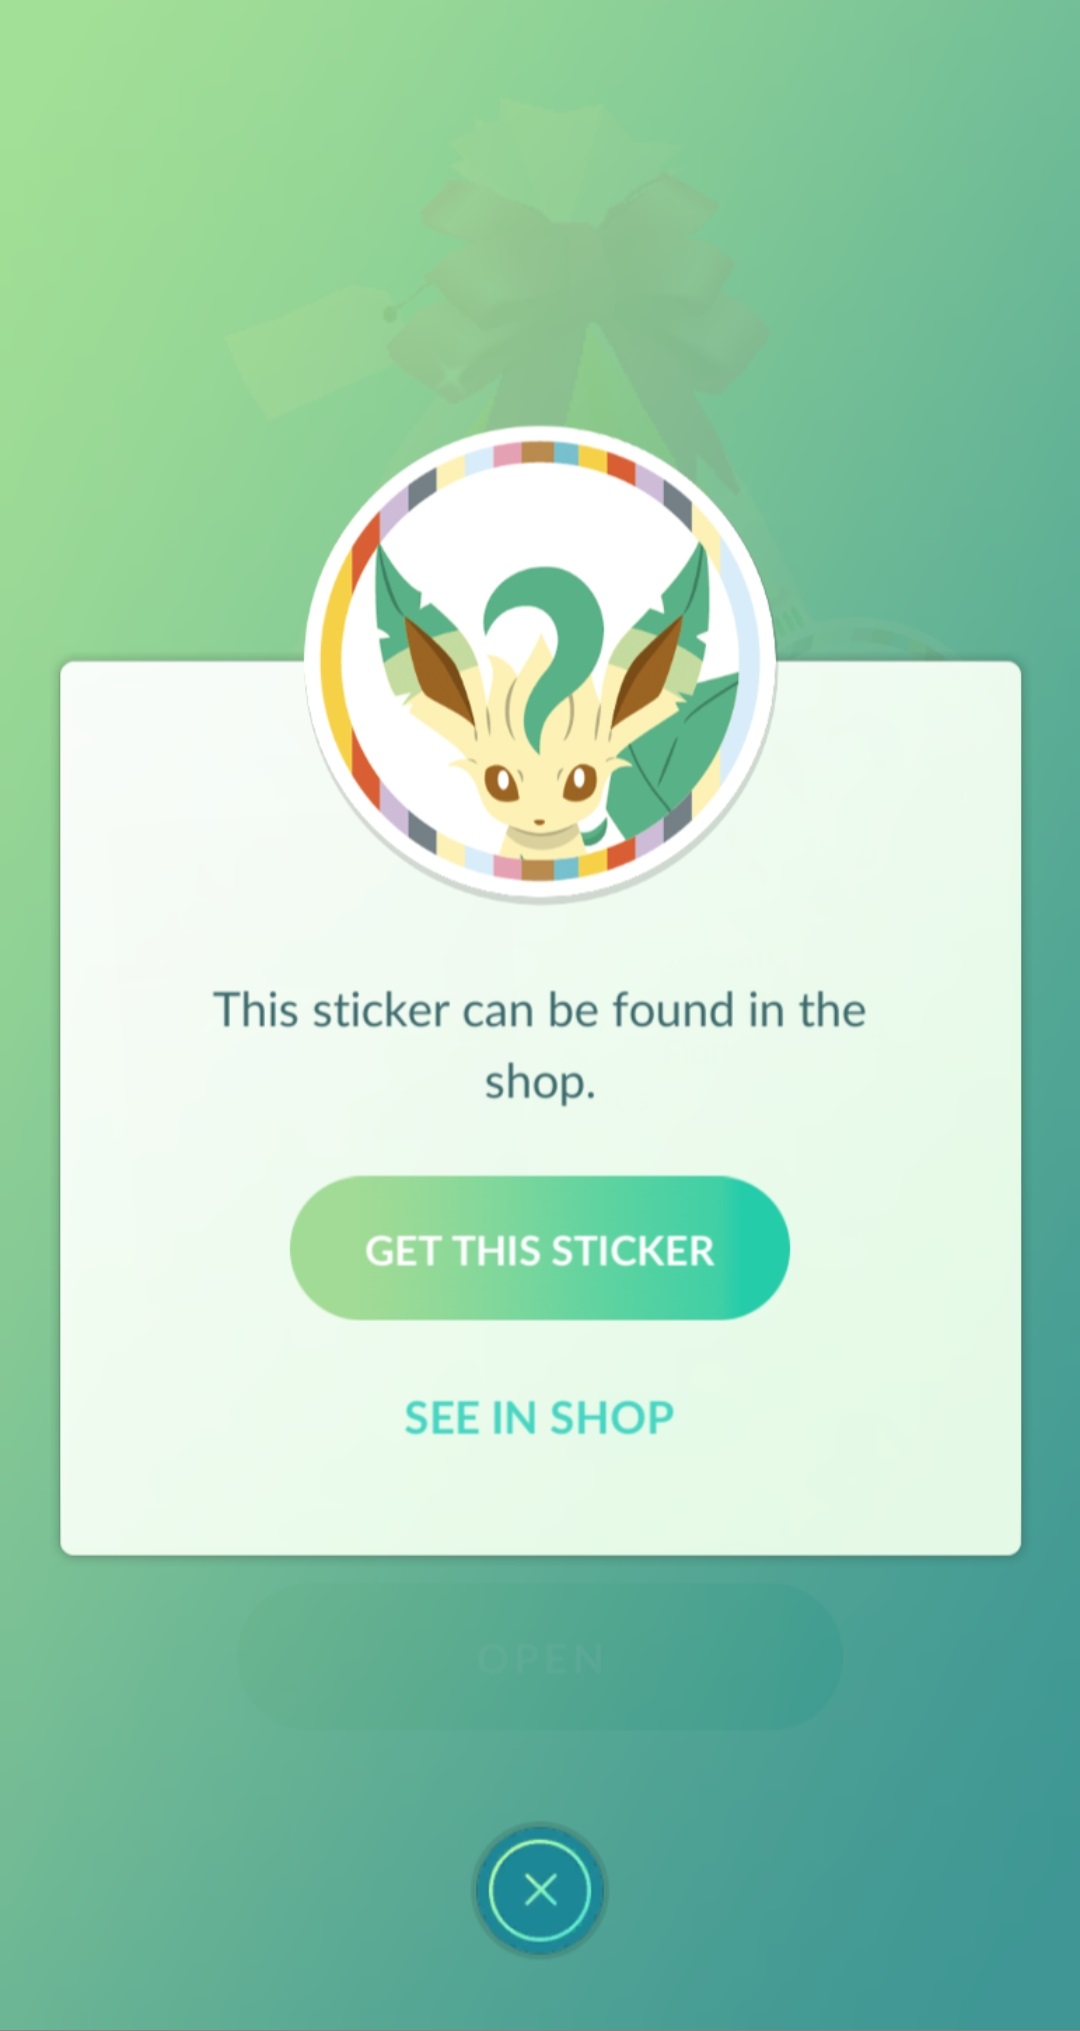 This sticker can be found in the
shop.
GET THIS STICKER
SEE IN SHOP
OPEN